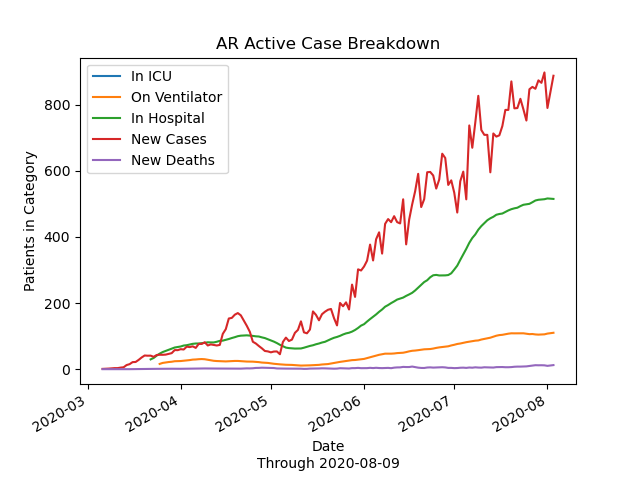 AR Active Case Breakdown
In ICU
On Ventilator
In Hospital
New Cases
New Deaths
Patients in Category
800
600
400
200
0
2020-03
2020-04
2020-05
2020-06
2020-07
2020-08
Date
Through 2020-08-09